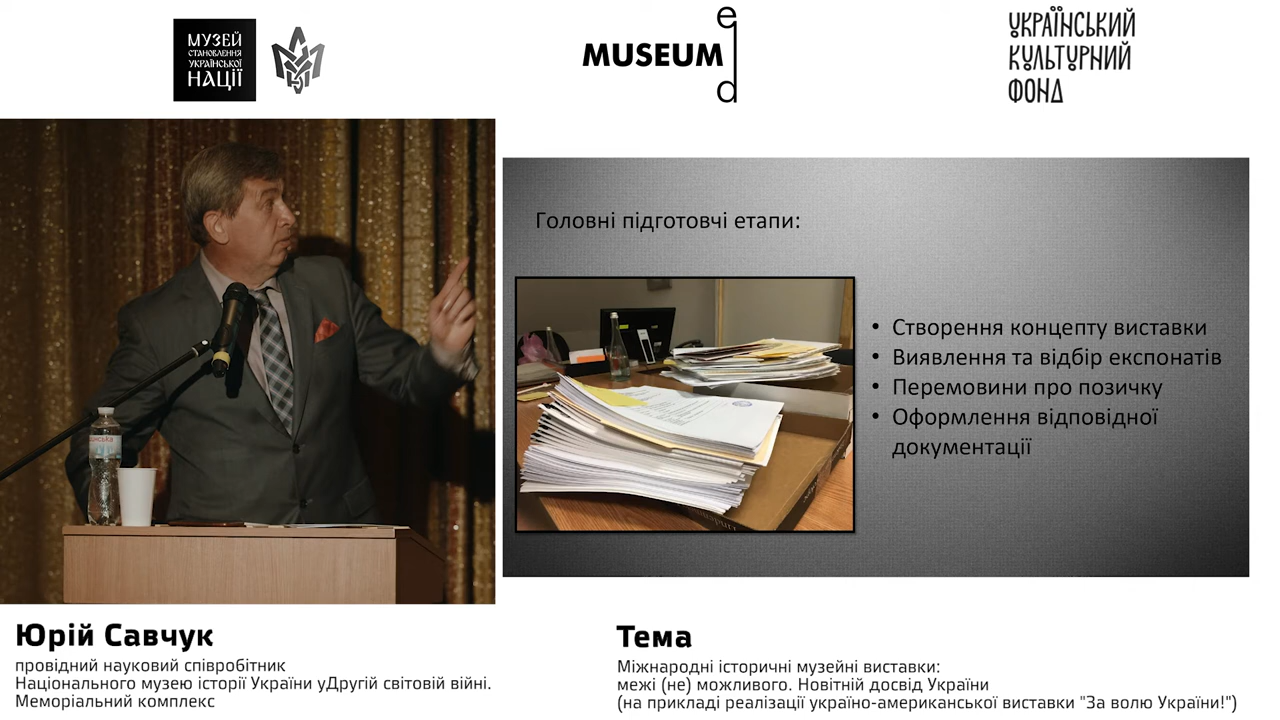 МУЗЕЙ
СТАНОВЛЕННЯ
УКРАЇНСЬКОЇ
НАЦІЇ
MUSEUM
ed
УКРАЇНСЬКИЙ
КУЛЬТУРНИЙ
ФОНД
Головні підготовчі етапи:
• Створення концепту виставки
• Виявлення та відбір експонатів
• Перемовини про позичку
• Оформлення відповідної
документації
Юрій Савчук
провідний науковий співробітник
Національного музею історії України уДругій світовій війні.
Меморіальний комплекс
Тема
Міжнародні історичні музейні виставки:
межі (не) можливого. Новітній досвід України
(на прикладі реалізації україно-американської виставки "За волю України!")